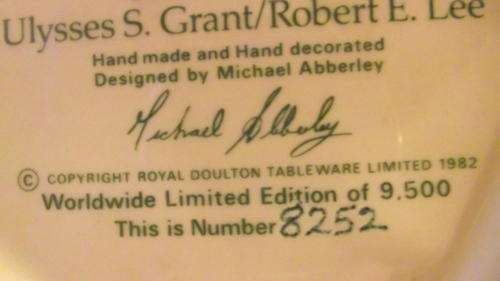 Ulysses S. Grant/Robert E. Lee
Hand made and Hand decorated
Designed by Michael Abberley
Michael Abberley
© COPYRIGHT ROYAL DOULTON TABLEWARE LIMITED 1982
Worldwide Limited Edition of 9.500
This is Number 8252